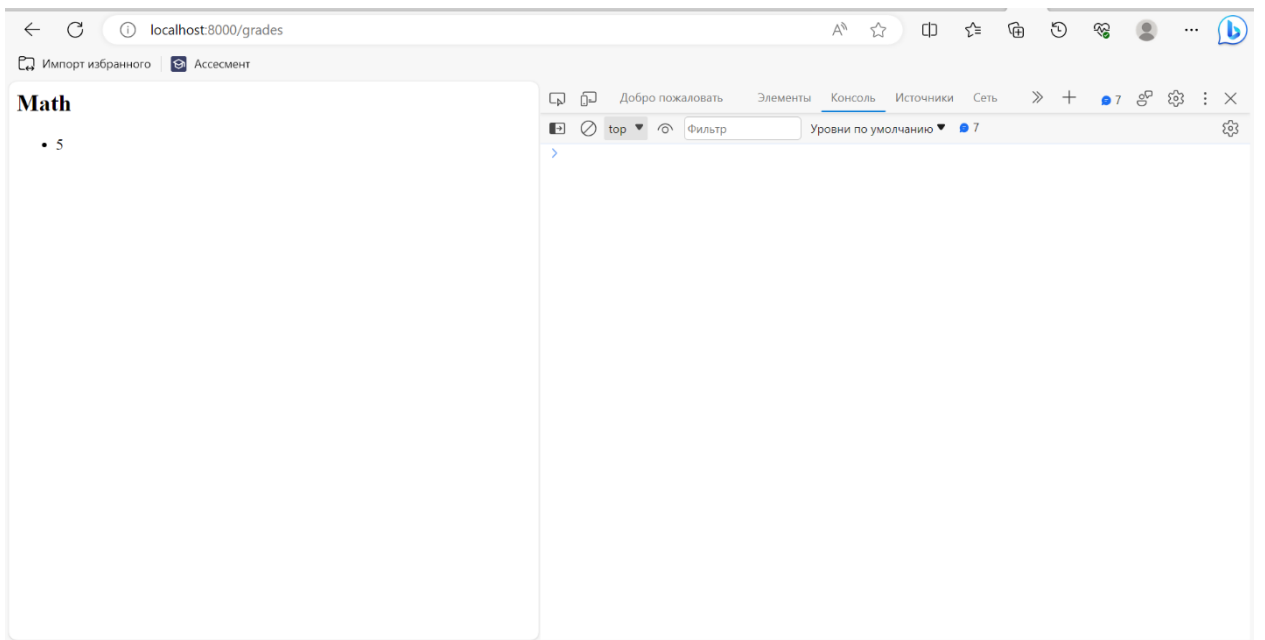 localhost:8000/grades
Импорт избранного Ассесмент
Math
• 5
Добро пожаловать Элементы Консоль Источники Сеть 7
top Фильтр Уровни по умолчанию 7